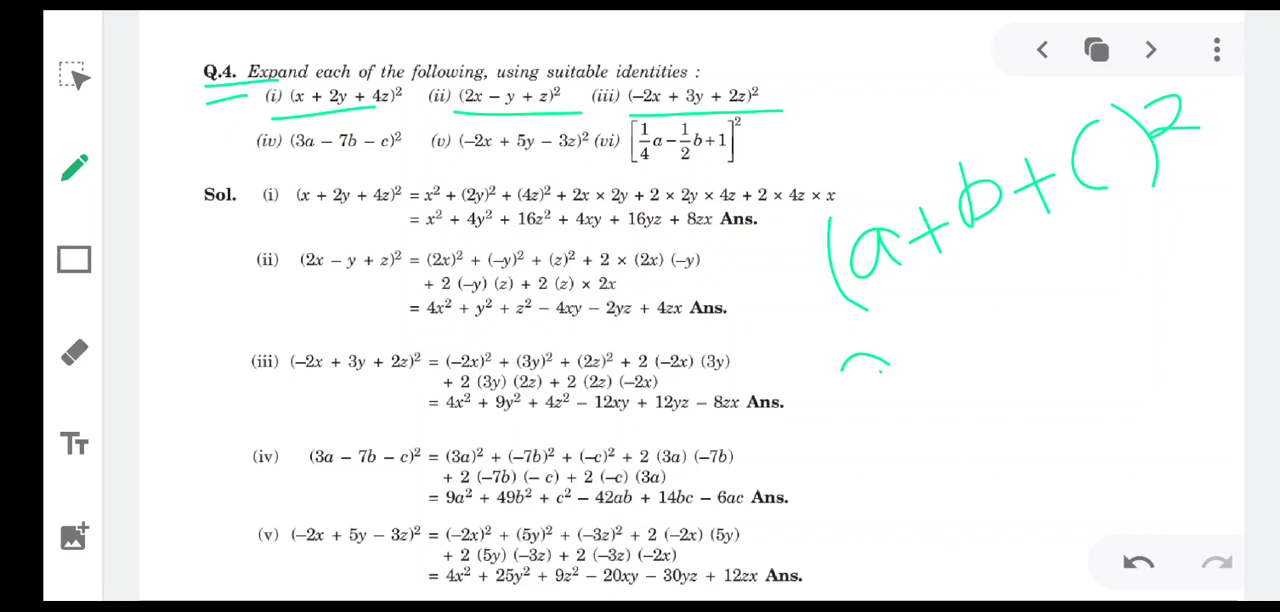 Q.4. Expand each of the following, using suitable identities :
(i) (x + 2y + 4z)² (ii) (2x – y + z)² (iii) (–2x + 3y + 2z)²
(iv) (3a – 7b – c)² (v) (–2x + 5y – 3z)² (vi) [1/4 a – 1/2 b + 1]²
Sol. (i) (x + 2y + 4z)² = x² + (2y)² + (4z)² + 2x × 2y + 2 × 2y × 4z + 2 × 4z × x
= x² + 4y² + 16z² + 4xy + 16yz + 8zx Ans.
(a+b+c)²
(ii) (2x – y + z)² = (2x)² + (–y)² + (z)² + 2 × (2x) (–y)
+ 2 (–y) (z) + 2 (z) × 2x
= 4x² + y² + z² – 4xy – 2yz + 4zx Ans.
(iii) (–2x + 3y + 2z)² = (–2x)² + (3y)² + (2z)² + 2 (–2x) (3y)
+ 2 (3y) (2z) + 2 (2z) (–2x)
= 4x² + 9y² + 4z² – 12xy + 12yz – 8zx Ans.
(iv) (3a – 7b – c)² = (3a)² + (–7b)² + (–c)² + 2 (3a) (–7b)
+ 2 (–7b) (– c) + 2 (–c) (3a)
= 9a² + 49b² + c² – 42ab + 14bc – 6ac Ans.
(v) (–2x + 5y – 3z)² = (–2x)² + (5y)² + (–3z)² + 2 (–2x) (5y)
+ 2 (5y) (–3z) + 2 (–3z) (–2x)
= 4x² + 25y² + 9z² – 20xy – 30yz + 12zx Ans.
TT